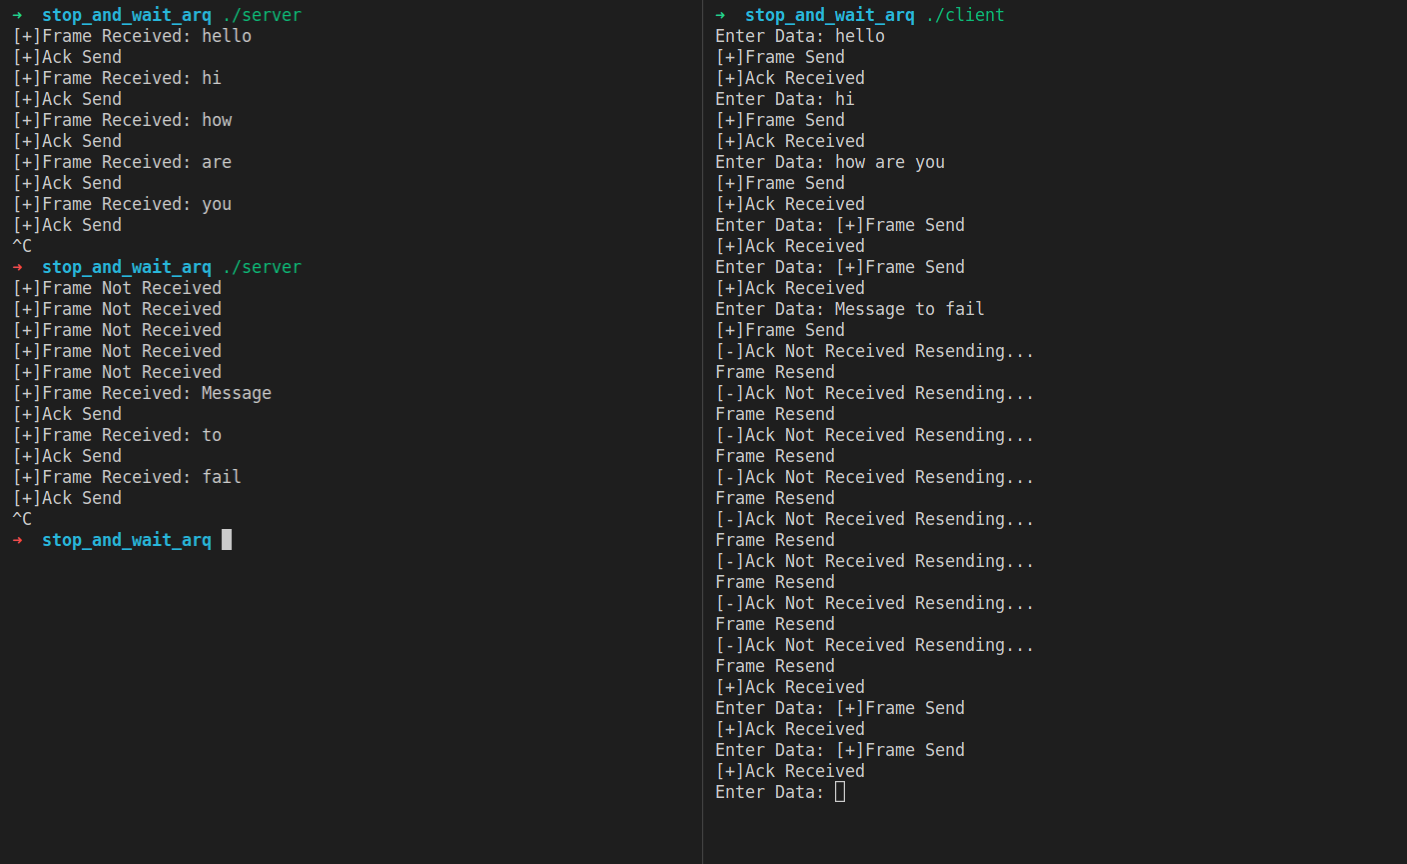 ➜ stop_and_wait_arq ./server
[+]Frame Received: hello
[+]Ack Send
[+]Frame Received: hi
[+]Ack Send
[+]Frame Received: how
[+]Ack Send
[+]Frame Received: are
[+]Ack Send
[+]Frame Received: you
[+]Ack Send
^C
➜ stop_and_wait_arq ./server
[+]Frame Not Received
[+]Frame Not Received
[+]Frame Not Received
[+]Frame Not Received
[+]Frame Not Received
[+]Frame Received: Message
[+]Ack Send
[+]Frame Received: to
[+]Ack Send
[+]Frame Received: fail
[+]Ack Send
^C
➜ stop_and_wait_arq
➜ stop_and_wait_arq ./client
Enter Data: hello
[+]Frame Send
[+]Ack Received
Enter Data: hi
[+]Frame Send
[+]Ack Received
Enter Data: how are you
[+]Frame Send
[+]Ack Received
Enter Data: [+]Frame Send
[+]Ack Received
Enter Data: [+]Frame Send
[+]Ack Received
Enter Data: Message to fail
[+]Frame Send
[-]Ack Not Received Resending...
Frame Resend
[-]Ack Not Received Resending...
Frame Resend
[-]Ack Not Received Resending...
Frame Resend
[-]Ack Not Received Resending...
Frame Resend
[-]Ack Not Received Resending...
Frame Resend
[-]Ack Not Received Resending...
Frame Resend
[-]Ack Not Received Resending...
Frame Resend
[-]Ack Not Received Resending...
Frame Resend
[+]Ack Received
Enter Data: [+]Frame Send
[+]Ack Received
Enter Data: [+]Frame Send
[+]Ack Received
Enter Data: